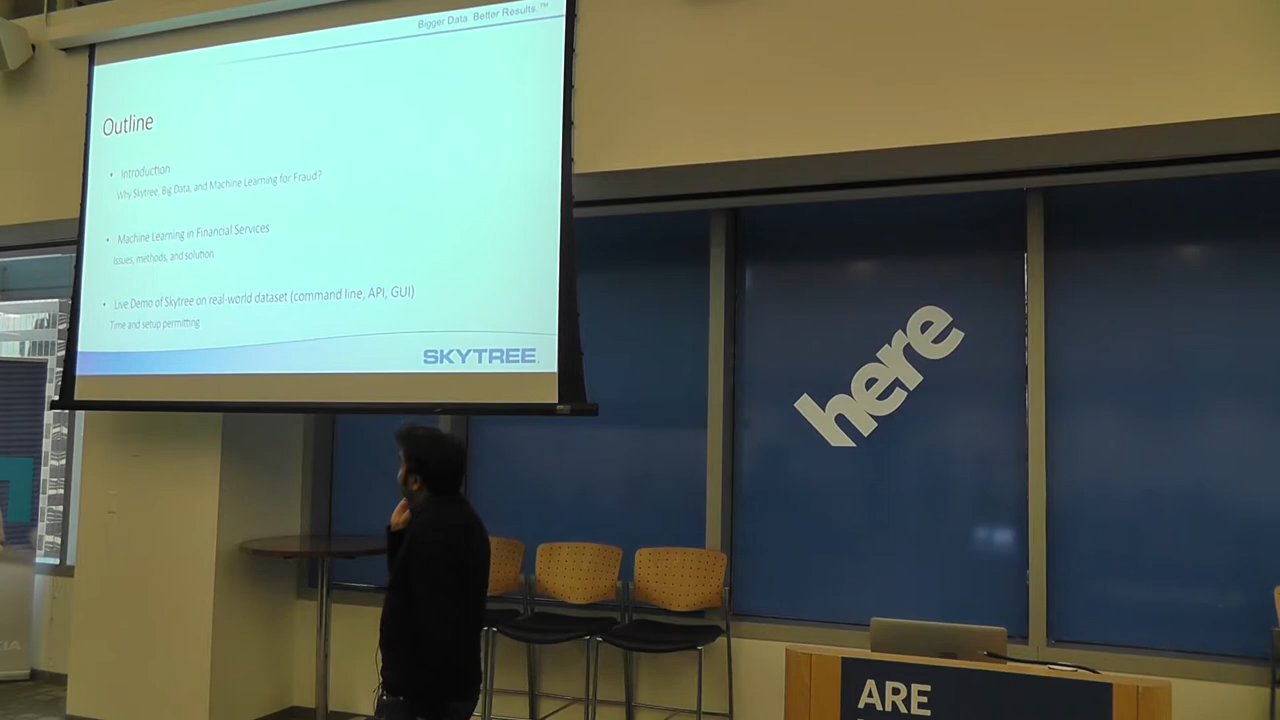 Bigger Data. Better Results.™
Outline
• Introduction
Why Skytree, Big Data, and Machine Learning for Fraud?
• Machine Learning in Financial Services
Issues, methods, and solution
• Live Demo of Skytree on real-world dataset (command line, API, GUI)
Time and setup permitting
SKYTREE
here
IA
ARE